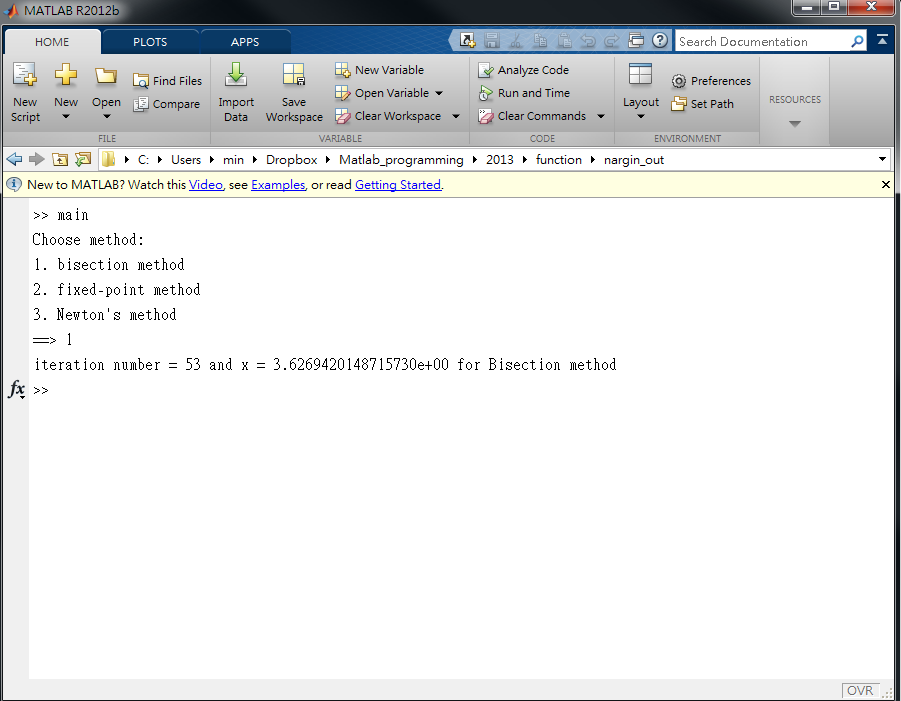 MATLAB R2012b
HOME PLOTS APPS Search Documentation
New Script New Open Find Files Compare
FILE
Import Data Save Workspace New Variable Open Variable Clear Workspace
VARIABLE
Analyze Code Run and Time Clear Commands
CODE
Layout Preferences Set Path
ENVIRONMENT
RESOURCES
C: Users min Dropbox Matlab_programming 2013 function nargin_out
New to MATLAB? Watch this Video, see Examples, or read Getting Started.
>> main
Choose method:
1. bisection method
2. fixed-point method
3. Newton's method
==> 1
iteration number = 53 and x = 3.6269420148715730e+00 for Bisection method
fx >>
OVR